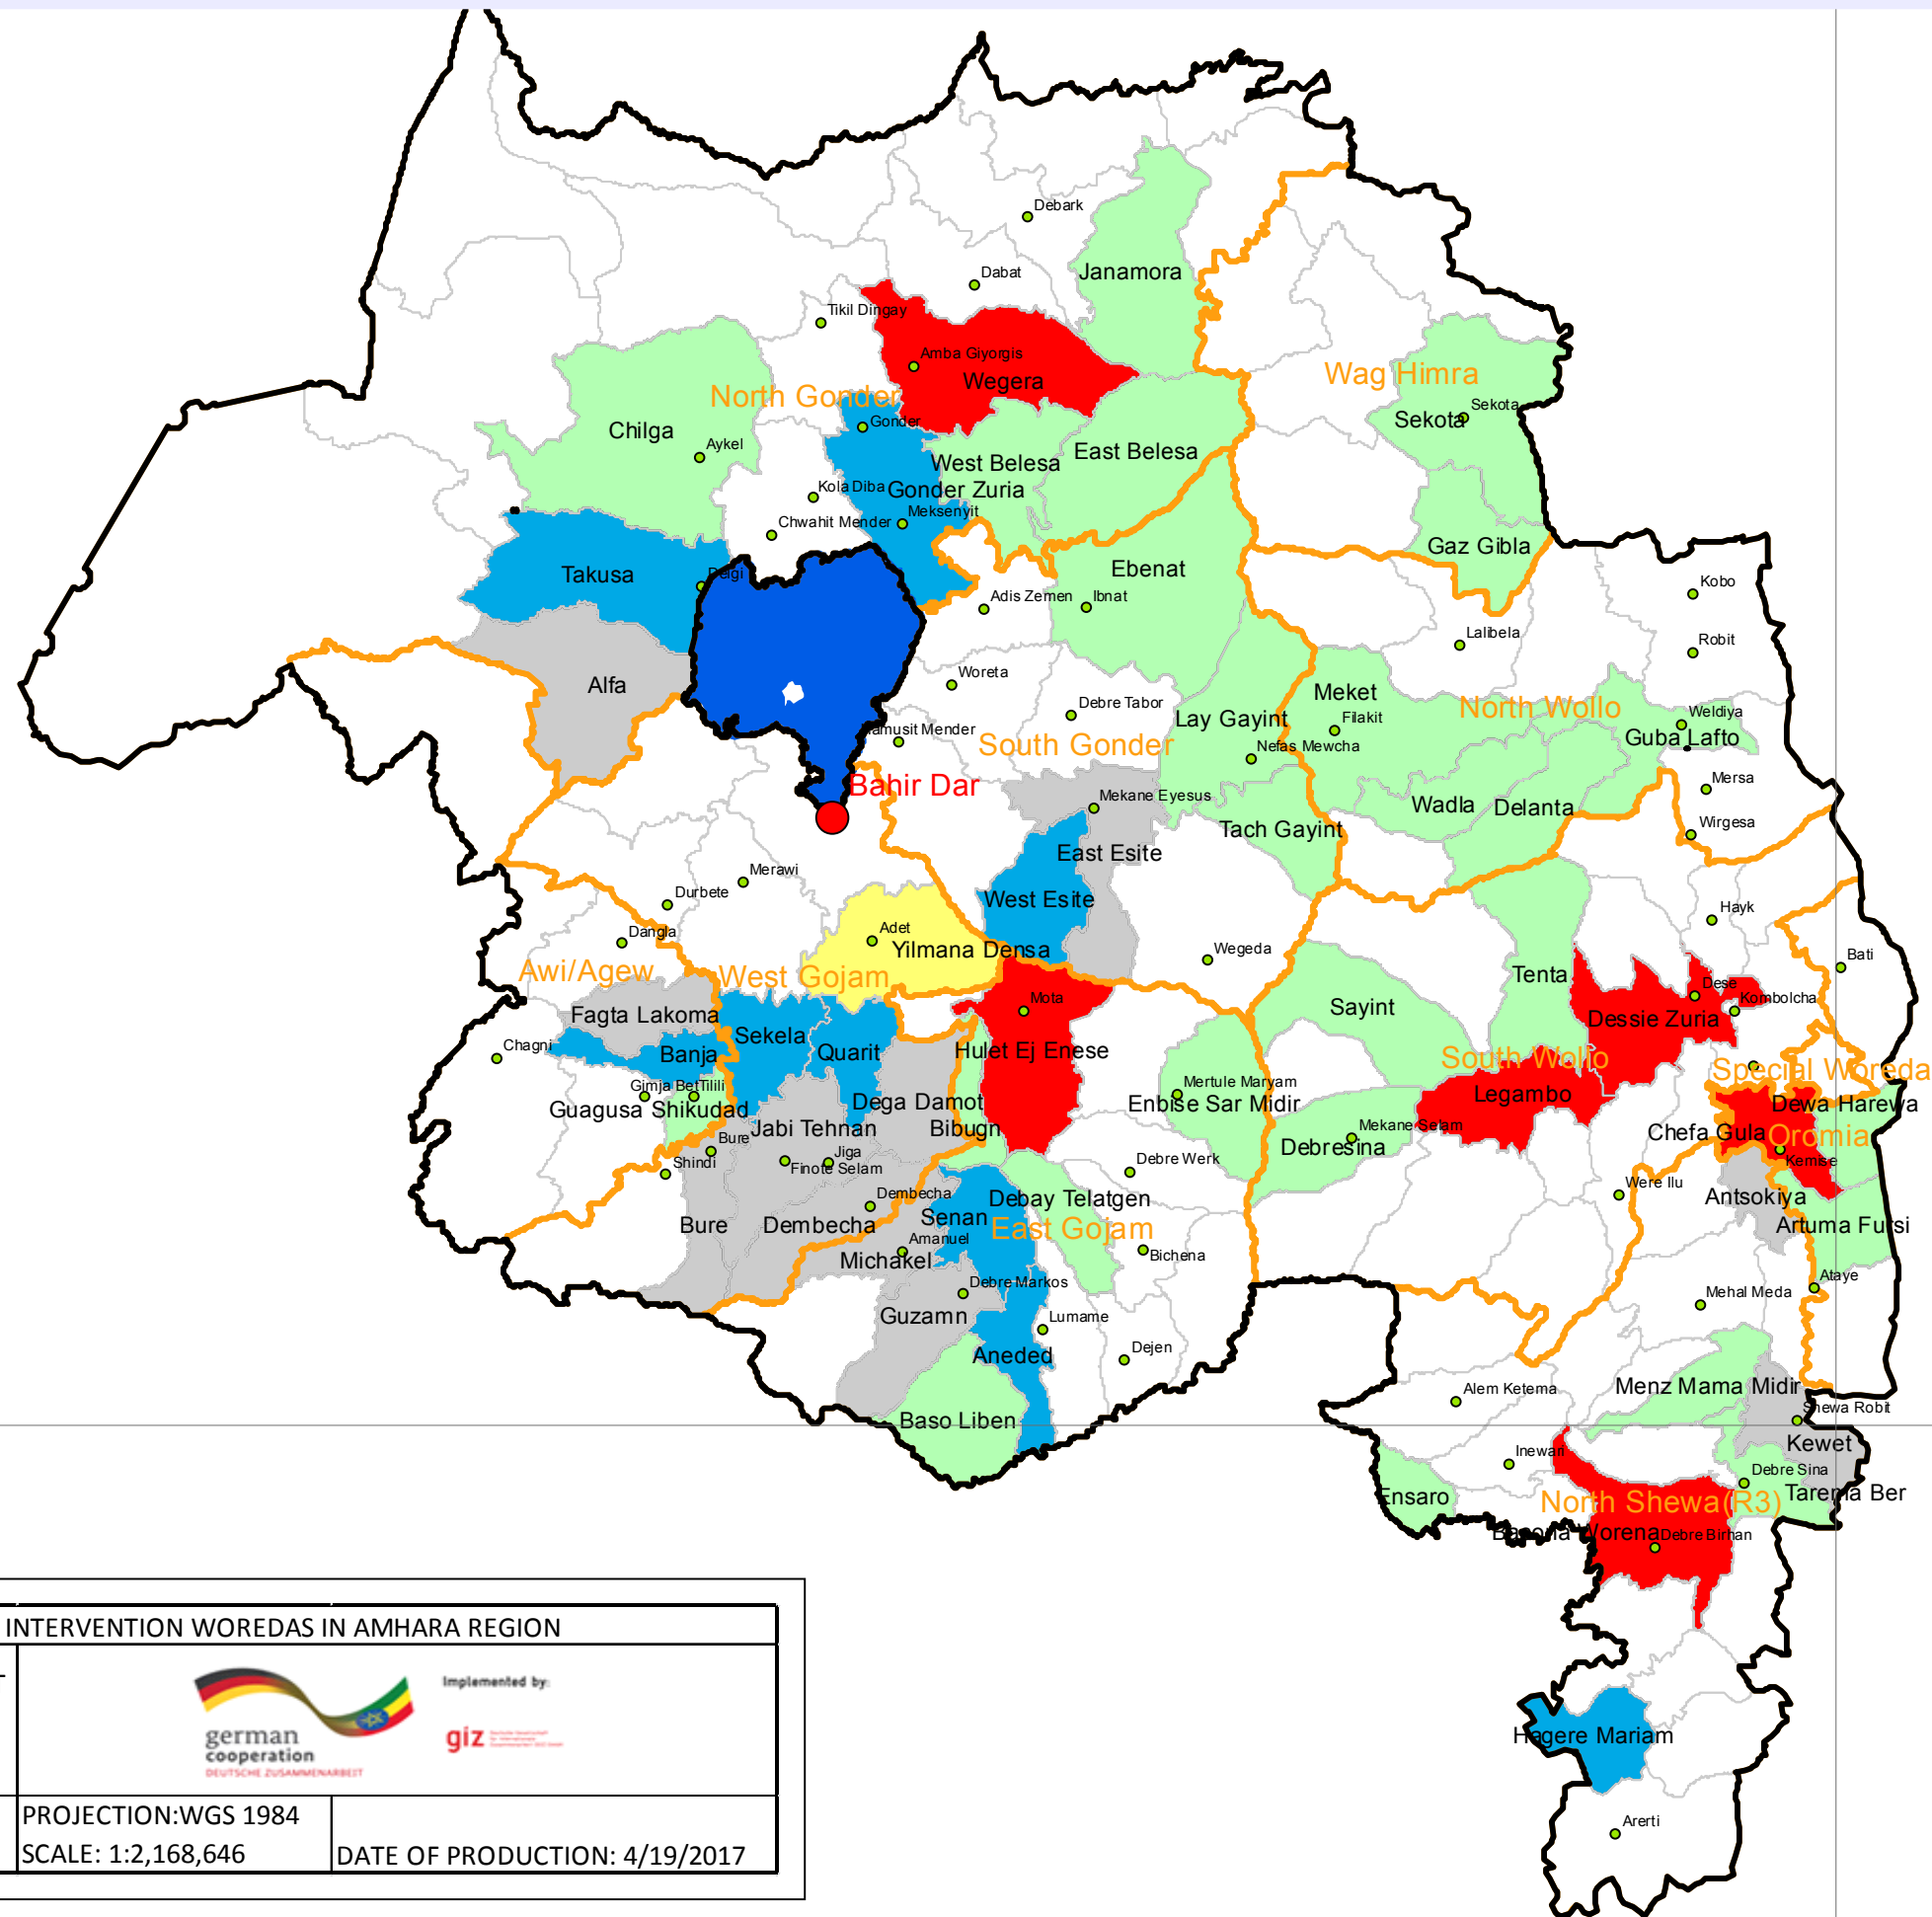 Debark
Janamora
Dabat
Tikil Dingay
Amba Giyorgis
Wegera
Wag Himra
North Gonder
Sekota
Sekota
Gonder
Chilga
Aykel
East Belesa
West Belesa
Kola Diba
Gonder Zuria
Meksenyit
Chwahit Mender
Gaz Gibla
Ebenat
Takusa
Delgi
Kobo
Adis Zemen
Ibnat
Lalibela
Robit
Woreta
Alfa
Meket
Debre Tabor
Lay Gayint
Filakit
North Wollo
Weldiya
Guba Lafto
amusit Mender
South Gonder
Nefas Mewcha
Mersa
Bahir Dar
Mekane Eyesus
Wadla
Delanta
Tach Gayint
Wirgesa
East Esite
Merawi
West Esite
Durbete
Hayk
Adet
Dangla
Yilmana Densa
Wegeda
Bati
Awi/Agew
West Gojam
Tenta
Mota
Sayint
Dese
Kombolcha
Fagta Lakoma
Dessie Zuria
Sekela
Quarit
Hulet Ej Enese
Chagni
Banja
South Wollo
Special Woreda
Gimja Bet
Tilili
Mertule Maryam
Legambo
Guagusa Shikudad
Dega Damot
Enbise Sar Midir
Dewa Harewa
Jabi Tehnan
Bibugn
Mekane Selam
Chefa Gula
Oromia
Bure
Debresina
Jiga
Finote Selam
Shindi
Debre Werk
Kemise
Dembecha
Debay Telatgen
Were Ilu
Antsokiya
Bure
Dembecha
Senan
East Gojam
Artuma Fursi
Amanuel
Michakel
Bichena
Debre Markos
Ataye
Mehal Meda
Guzamn
Lumame
Aneded
Dejen
Menz Mama Midir
Alem Ketema
Baso Liben
Shewa Robit
Kewet
Inewari
Debre Sina
Ensaro
North Shewa(R3)
Tarema Ber
Basona Worena
Debre Birhan
INTERVENTION WOREDAS IN AMHARA REGION
Implemented by:
german
cooperation
DEUTSCHE ZUSAMMENARBEIT
giz
Hagere Mariam
PROJECTION:WGS 1984
SCALE: 1:2,168,646
DATE OF PRODUCTION: 4/19/2017
Arerti